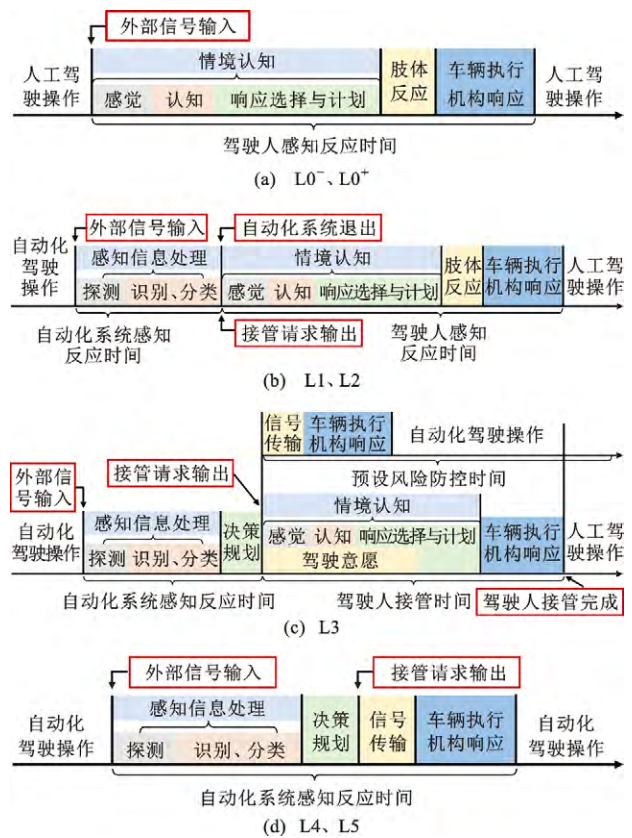 外部信号输入
人工驾
驶操作
情境认知
感觉 认知 响应选择与计划
肢体
反应
车辆执行
机构响应
人工驾
驶操作
驾驶人感知反应时间
(a) L0⁻、L0⁺
外部信号输入
自动化系统退出
自动化
驾驶
操作
感知信息处理
探测 识别、分类
情境认知
感觉 认知 响应选择与计划
肢体
反应
车辆执行
机构响应
人工驾
驶操作
自动化系统感知
反应时间
接管请求输出
驾驶人感知
反应时间
(b) L1、L2
信号
传输
车辆执行
机构响应
自动化驾驶操作
预设风险防控时间
接管请求输出
外部信
号输入
自动化
驾驶操作
感知信息处理
探测 识别、分类
决策
规划
情境认知
感觉 认知 响应选择与计划
驾驶意愿
车辆执行
机构响应
人工驾
驶操作
自动化系统感知反应时间
驾驶人接管时间
驾驶人接管完成
(c) L3
外部信号输入
接管请求输出
自动化
驾驶操作
感知信息处理
探测 识别、分类
决策
规划
信号
传输
车辆执行
机构响应
自动化
驾驶操作
自动化系统感知反应时间
(d) L4、L5